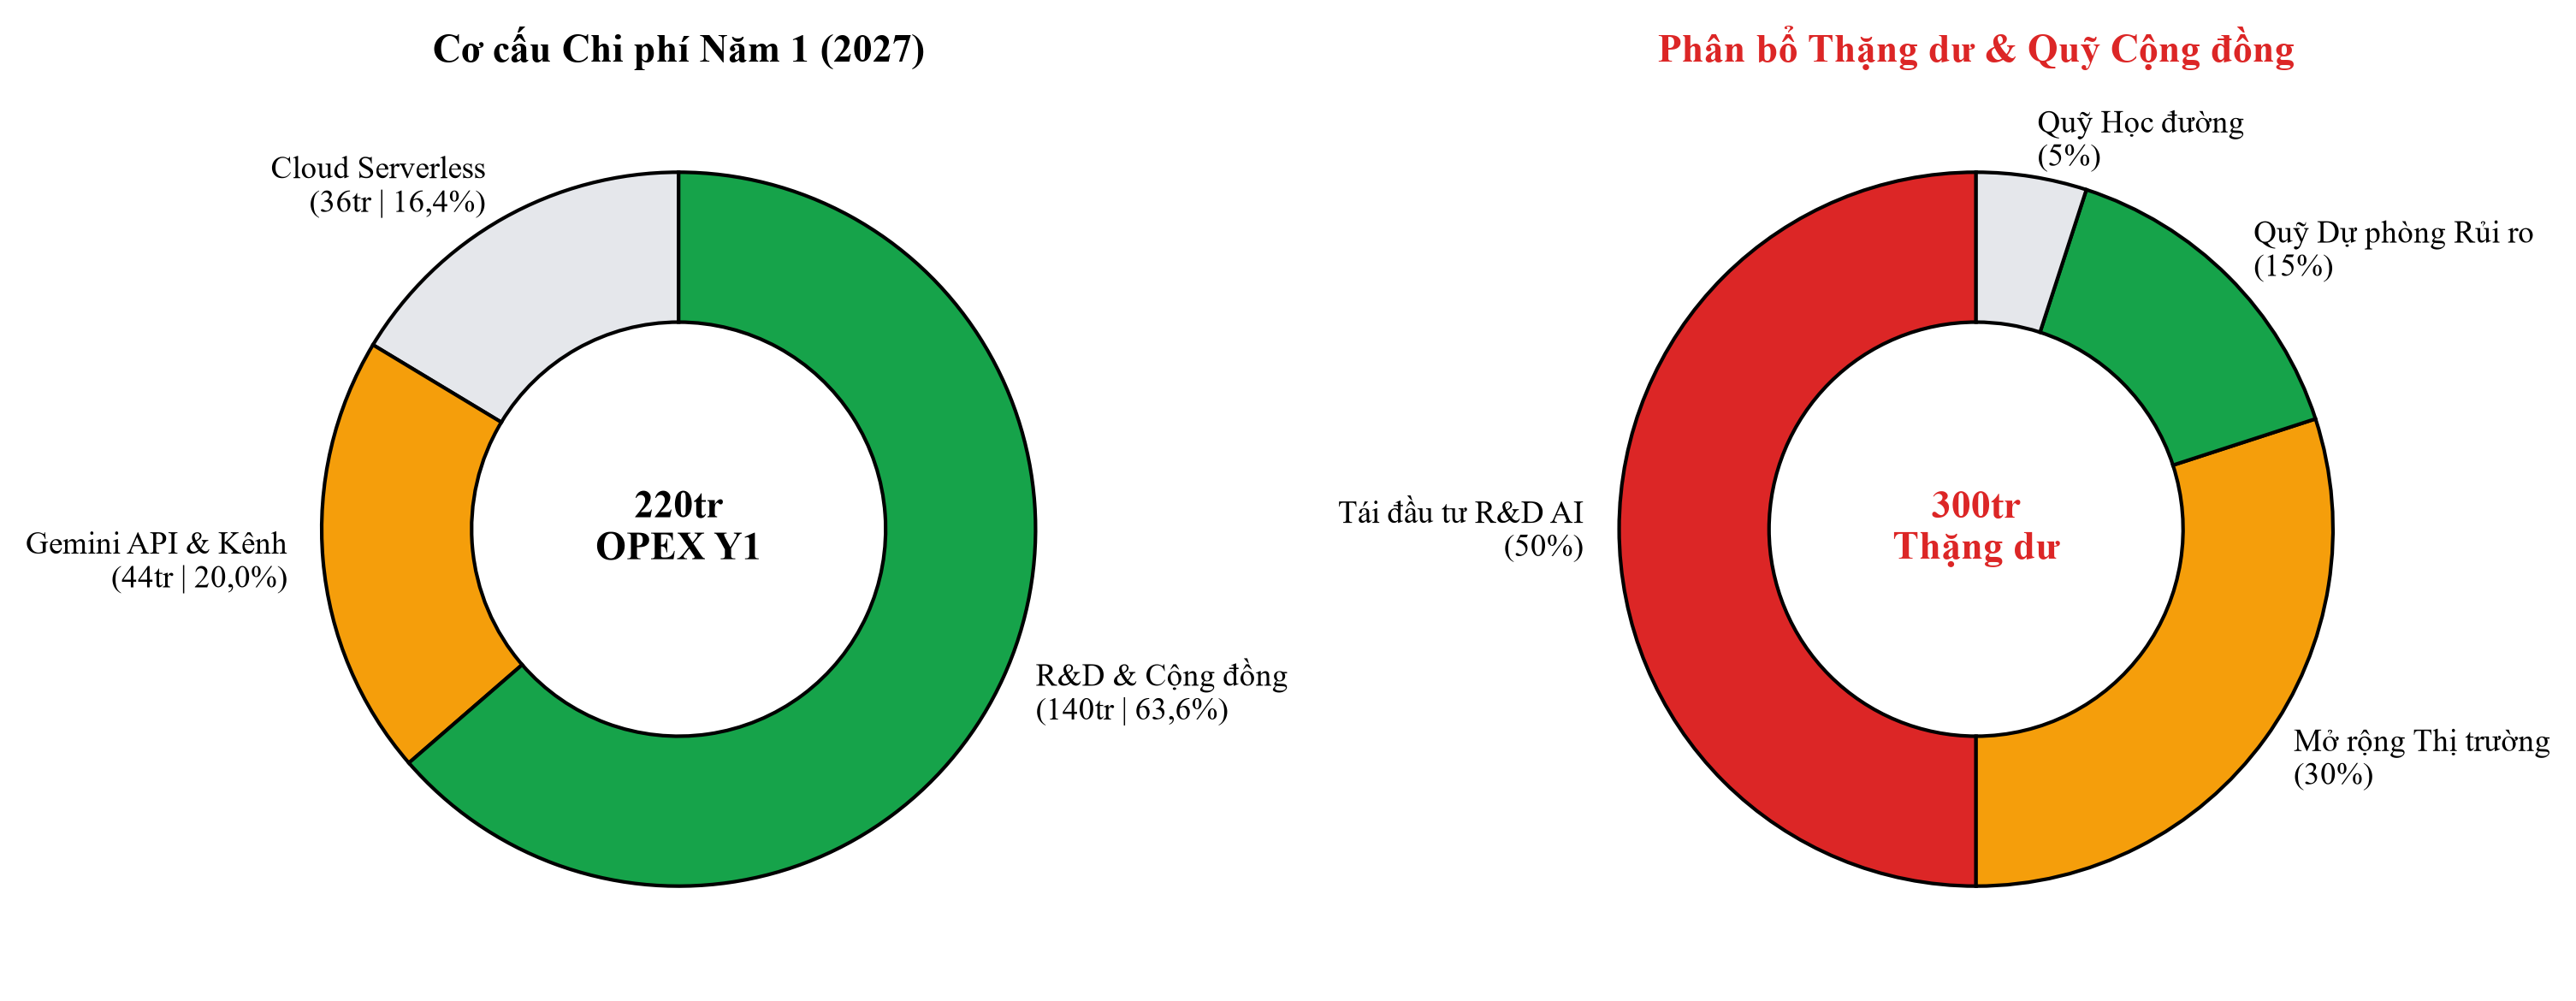 Cơ cấu Chi phí Năm 1 (2027)
Cloud Serverless
(36tr | 16,4%)
Gemini API & Kênh
(44tr | 20,0%)
220tr
OPEX Y1
R&D & Cộng đồng
(140tr | 63,6%)
Phân bổ Thặng dư & Quỹ Cộng đồng
Quỹ Học đường
(5%)
Quỹ Dự phòng Rủi ro
(15%)
Tái đầu tư R&D AI
(50%)
300tr
Thặng dư
Mở rộng Thị trường
(30%)